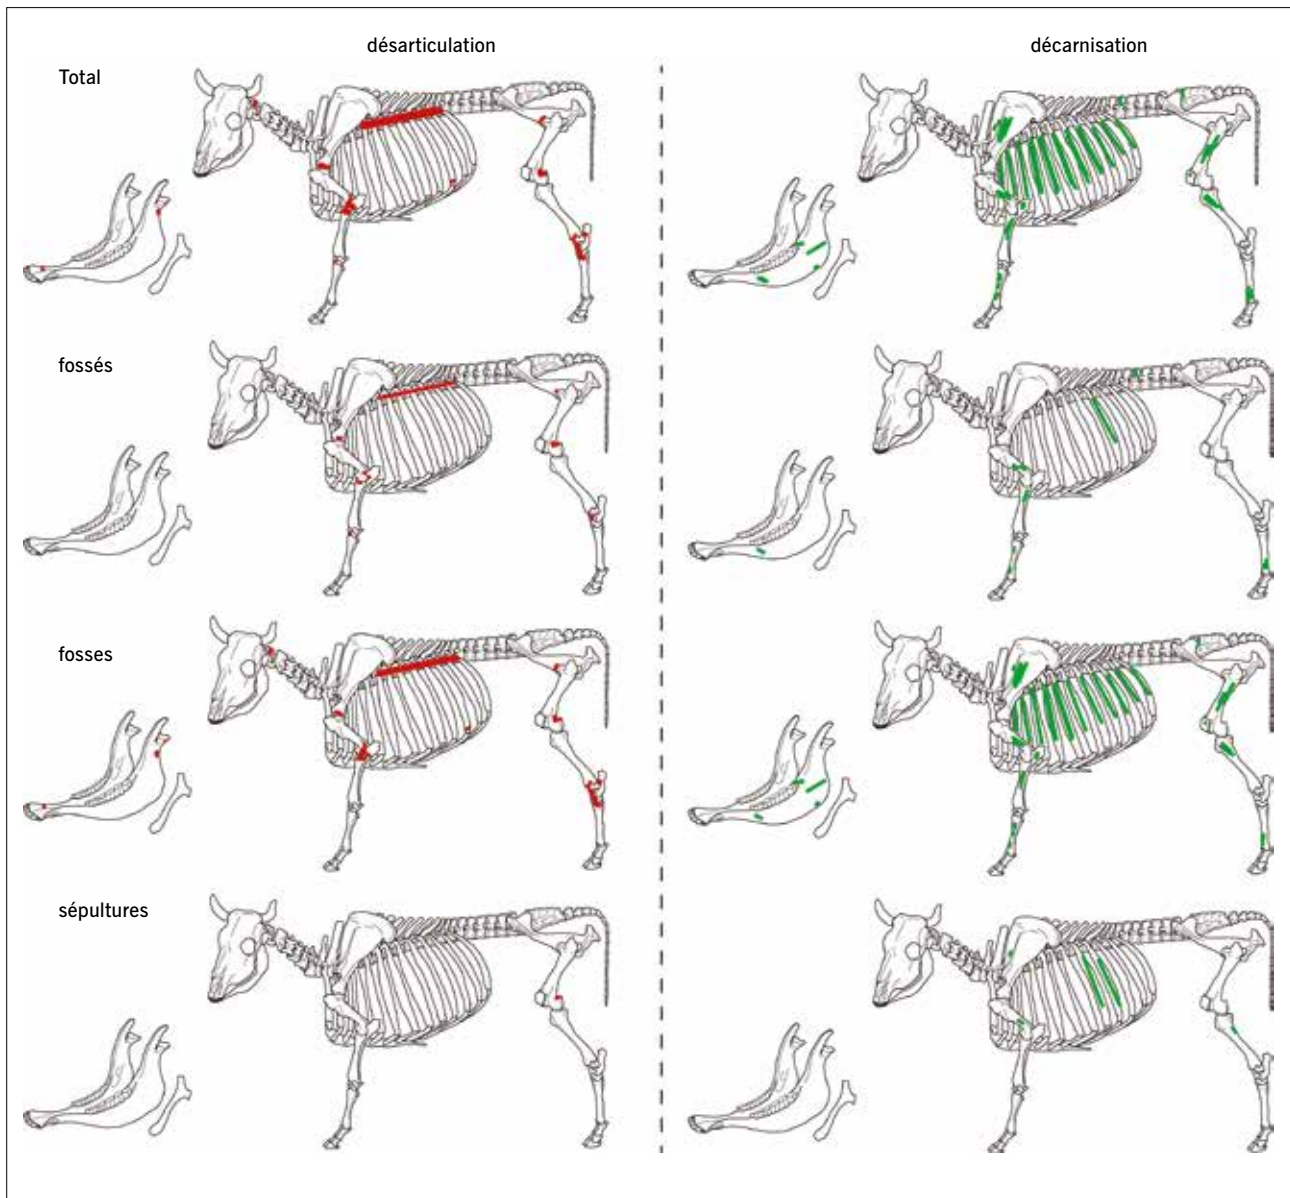 désarticulation
décarnisation
Total
fossés
fosses
sépultures